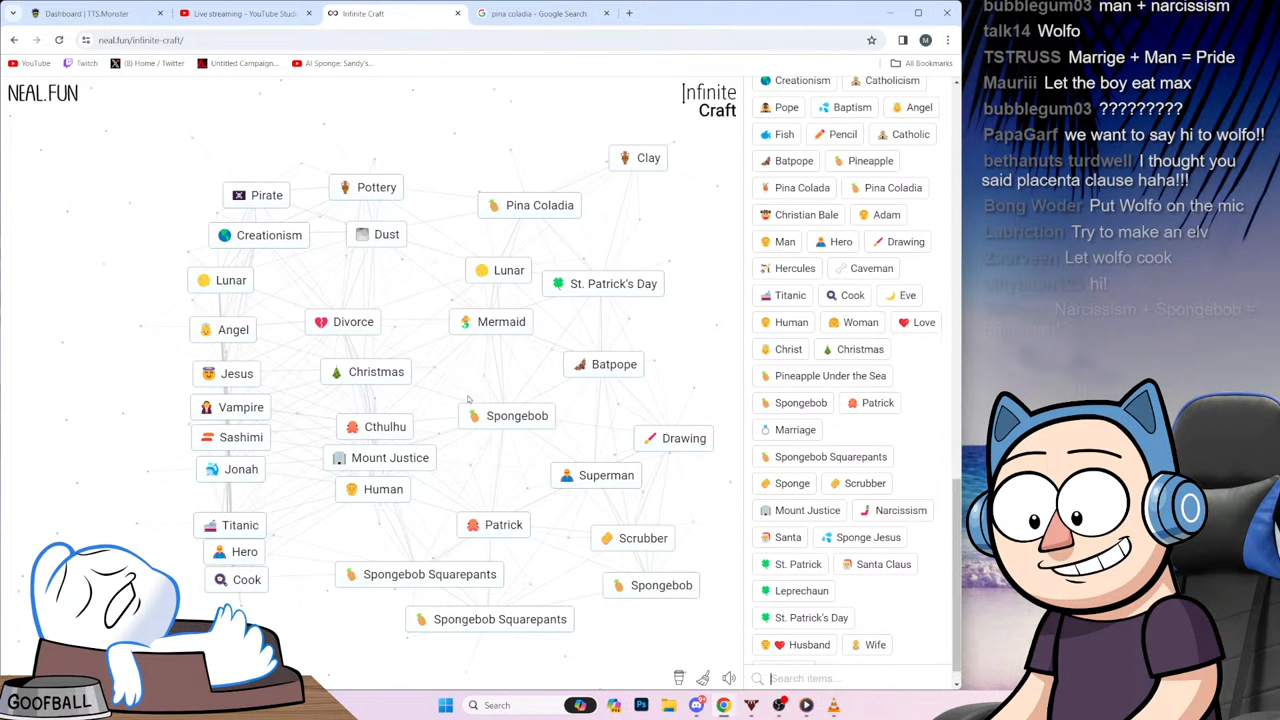 Dashboard | TTS.Monster
Live streaming - YouTube Studi
Infinite Craft
pina coladia - Google Search
neal.fun/infinite-craft/
M
YouTube
Twitch
(8) Home / Twitter
Untitled Campaign...
AI Sponge: Sandy's...
All Bookmarks
NEAL.FUN
Infinite
Craft
Clay
Pottery
Pirate
Pina Coladia
Creationism
Dust
Lunar
Lunar
St. Patrick's Day
Angel
Divorce
Mermaid
Batpope
Jesus
Christmas
Vampire
Spongebob
Cthulhu
Sashimi
Drawing
Mount Justice
Jonah
Superman
Human
Titanic
Patrick
Scrubber
Hero
Cook
Spongebob Squarepants
Spongebob
Spongebob Squarepants
Creationism Catholicism
Pope Baptism Angel
Fish Pencil Catholic
Batpope Pineapple
Pina Colada Pina Coladia
Christian Bale Adam
Man Hero Drawing
Hercules Caveman
Titanic Cook Eve
Human Woman Love
Christ Christmas
Pineapple Under the Sea
Spongebob Patrick
Marriage
Spongebob Squarepants
Sponge Scrubber
Mount Justice Narcissism
Santa Sponge Jesus
St. Patrick Santa Claus
Leprechaun
St. Patrick's Day
Husband Wife
Search items...
Search
bubblegum03 man + narcissism
talk14 Wolfo
TSTRUSS Marrige + Man = Pride
Mauriii Let the boy eat max
bubblegum03 ?????????
PapaGarf we want to say hi to wolfo!!
bethanuts turdwell I thought you
said placenta clause haha!!!
Bong Woder Put Wolfo on the mic
Labriction Try to make an elv
Let wolfo cook
hi!
Narcissism + Spongebob =
GOOFBALL